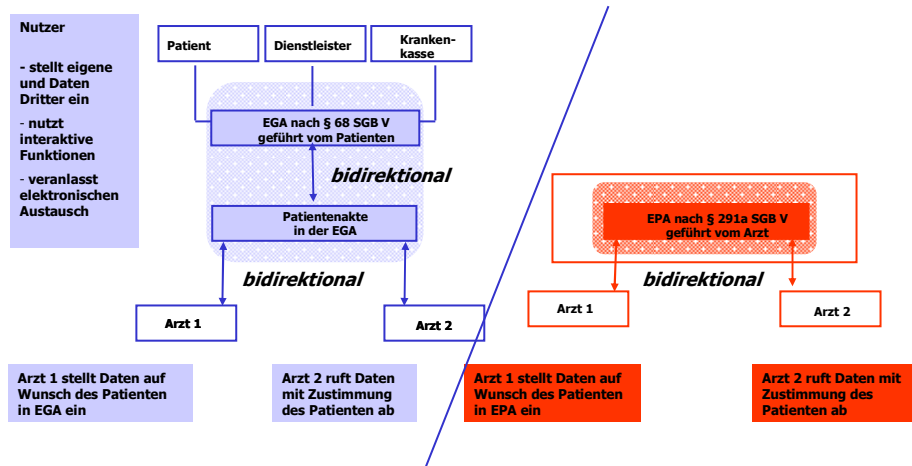 Nutzer
- stellt eigene
und Daten
Dritter ein
- nutzt
interaktive
Funktionen
- veranlasst
elektronischen
Austausch
Patient
Dienstleister
Kranken-
kasse
EGA nach § 68 SGB V
geführt vom Patienten
bidirektional
Patientenakte
in der EGA
bidirektional
Arzt 1
Arzt 2
Arzt 1 stellt Daten auf
Wunsch des Patienten
in EGA ein
Arzt 2 ruft Daten
mit Zustimmung
des Patienten ab
EPA nach § 291a SGB V
geführt vom Arzt
bidirektional
Arzt 1
Arzt 2
Arzt 1 stellt Daten auf
Wunsch des Patienten
in EPA ein
Arzt 2 ruft Daten mit
Zustimmung des
Patienten ab